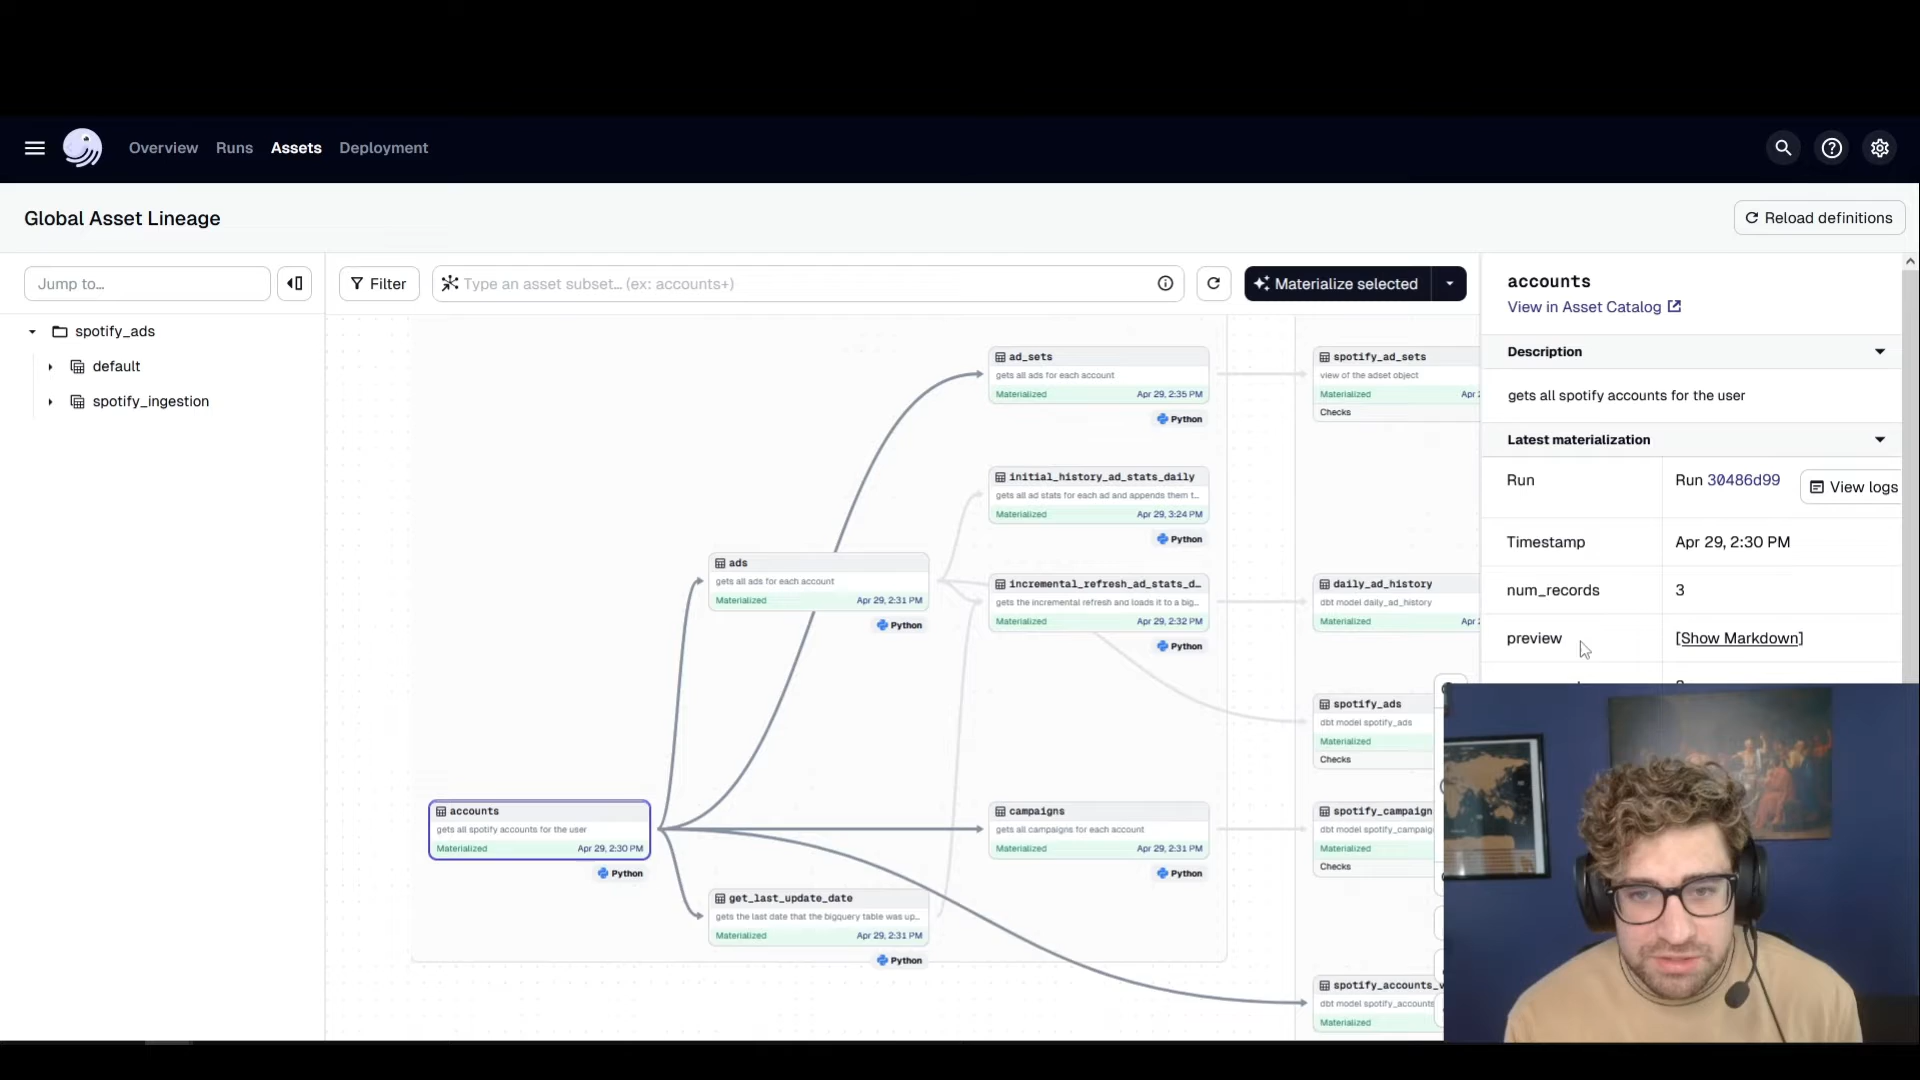 Overview Runs Assets Deployment
Global Asset Lineage
Reload definitions
Jump to...
Filter
Type an asset subset... (ex: accounts+)
Materialize selected
spotify_ads
default
spotify_ingestion
ad_sets
gets all ads for each account
Materialized Apr 29, 2:35 PM
Python
initial_history_ad_stats_daily
gets all ad stats for each ad and appends them t...
Materialized Apr 29, 3:24 PM
Python
ads
gets all ads for each account
Materialized Apr 29, 2:31 PM
Python
incremental_refresh_ad_stats_d...
gets the incremental refresh and loads it to a big...
Materialized Apr 29, 2:32 PM
Python
accounts
gets all spotify accounts for the user
Materialized Apr 29, 2:30 PM
Python
campaigns
gets all campaigns for each account
Materialized Apr 29, 2:31 PM
Python
get_last_update_date
gets the last date that the bigquery table was up...
Materialized Apr 29, 2:31 PM
Python
spotify_ad_sets
view of the adset object
Materialized Apr
Checks
daily_ad_history
dbt model daily_ad_history
Materialized Apr
spotify_ads
dbt model spotify_ads
Materialized
Checks
spotify_campaign
dbt model spotify_campaig
Materialized
Checks
spotify_accounts_v
dbt model spotify_accounts
Materialized
accounts
View in Asset Catalog
Description
gets all spotify accounts for the user
Latest materialization
Run Run 30486d99 View logs
Timestamp Apr 29, 2:30 PM
num_records 3
preview [Show Markdown]